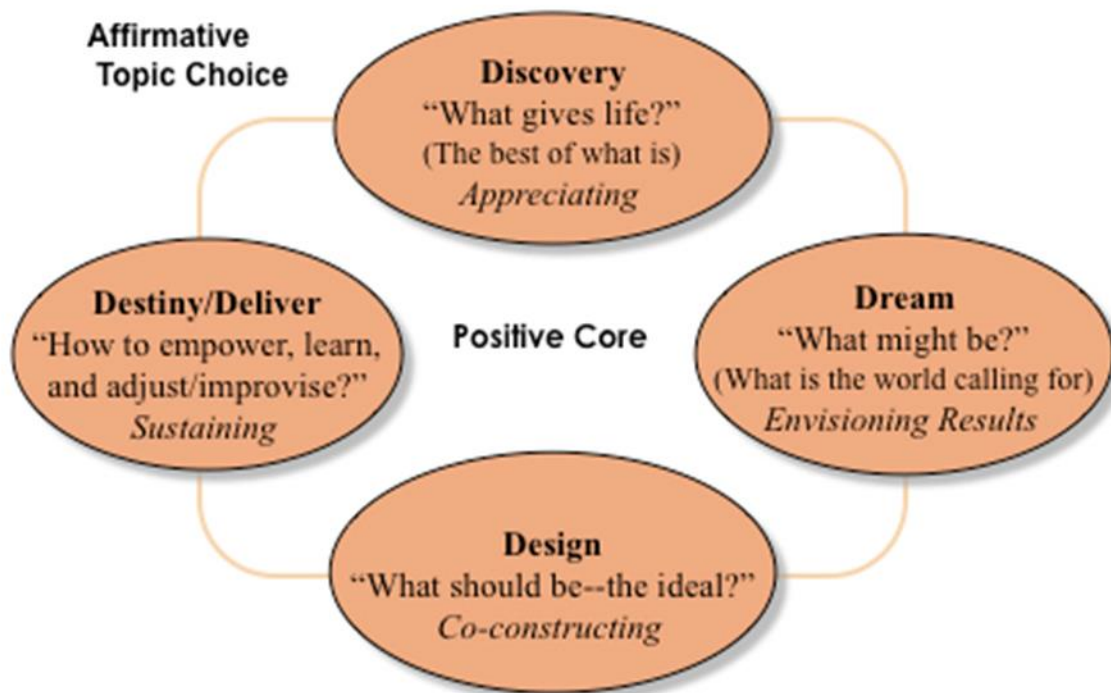 Affirmative
Topic Choice
Discovery
“What gives life?”
(The best of what is)
Appreciating
Dream
“What might be?”
(What is the world calling for)
Envisioning Results
Design
“What should be--the ideal?”
Co-constructing
Destiny/Deliver
“How to empower, learn,
and adjust/improvise?”
Sustaining
Positive Core